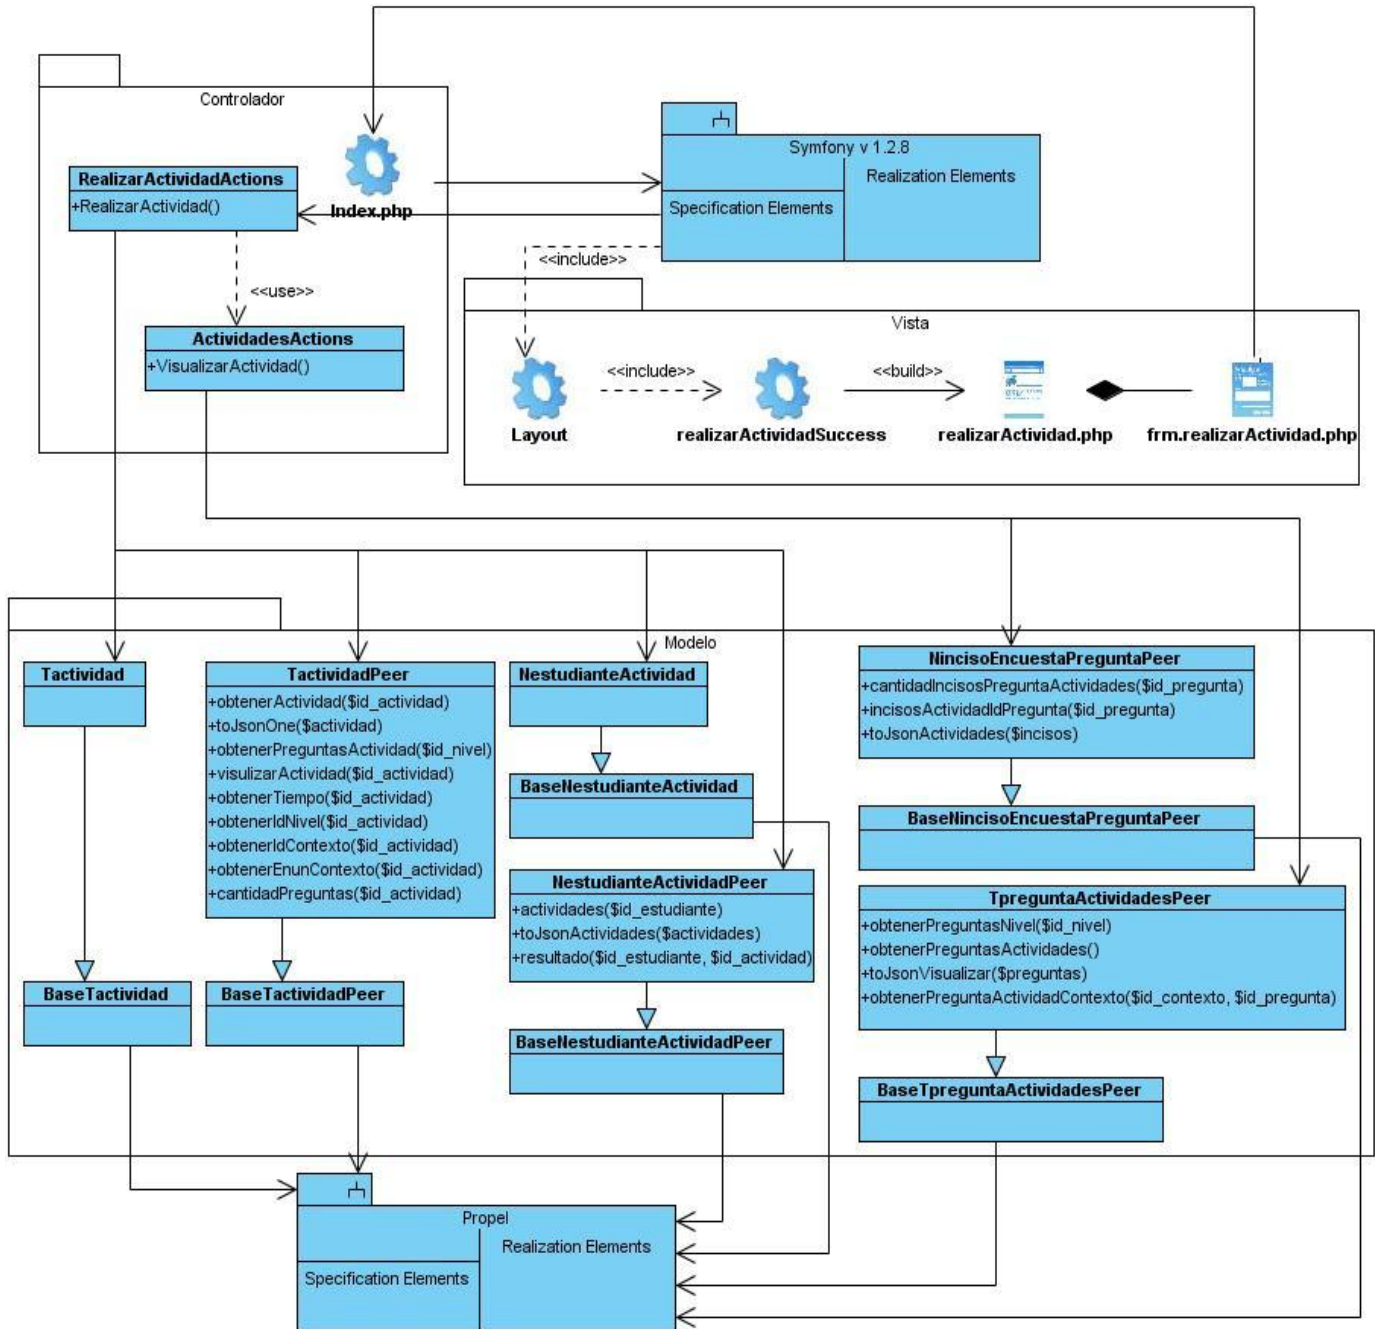 Controlador
RealizarActividadActions
+RealizarActividad()
Index.php
Symfony v 1.2.8
Realization Elements
Specification Elements
<<include>>
<<use>>
ActividadesActions
+VisualizarActividad()
Vista
<<include>>
<<build>>
Layout
realizarActividadSuccess
realizarActividad.php
frm.realizarActividad.php
Modelo
Tactividad
TactividadPeer
+obtenerActividad($id_actividad)
+toJsonOne($actividad)
+obtenerPreguntasActividad($id_nivel)
+visulizarActividad($id_actividad)
+obtenerTiempo($id_actividad)
+obtenerIdNivel($id_actividad)
+obtenerIdContexto($id_actividad)
+obtenerEnunContexto($id_actividad)
+cantidadPreguntas($id_actividad)
NestudianteActividad
BaseNestudianteActividad
NestudianteActividadPeer
+actividades($id_estudiante)
+toJsonActividades($actividades)
+resultado($id_estudiante, $id_actividad)
BaseNestudianteActividadPeer
NincisoEncuestaPreguntaPeer
+cantidadIncisosPreguntaActividades($id_pregunta)
+incisosActividadIdPregunta($id_pregunta)
+toJsonActividades($incisos)
BaseNincisoEncuestaPreguntaPeer
TpreguntaActividadesPeer
+obtenerPreguntasNivel($id_nivel)
+obtenerPreguntasActividades()
+toJsonVisualizar($preguntas)
+obtenerPreguntaActividadContexto($id_contexto, $id_pregunta)
BaseTpreguntaActividadesPeer
BaseTactividad
BaseTactividadPeer
Propel
Realization Elements
Specification Elements